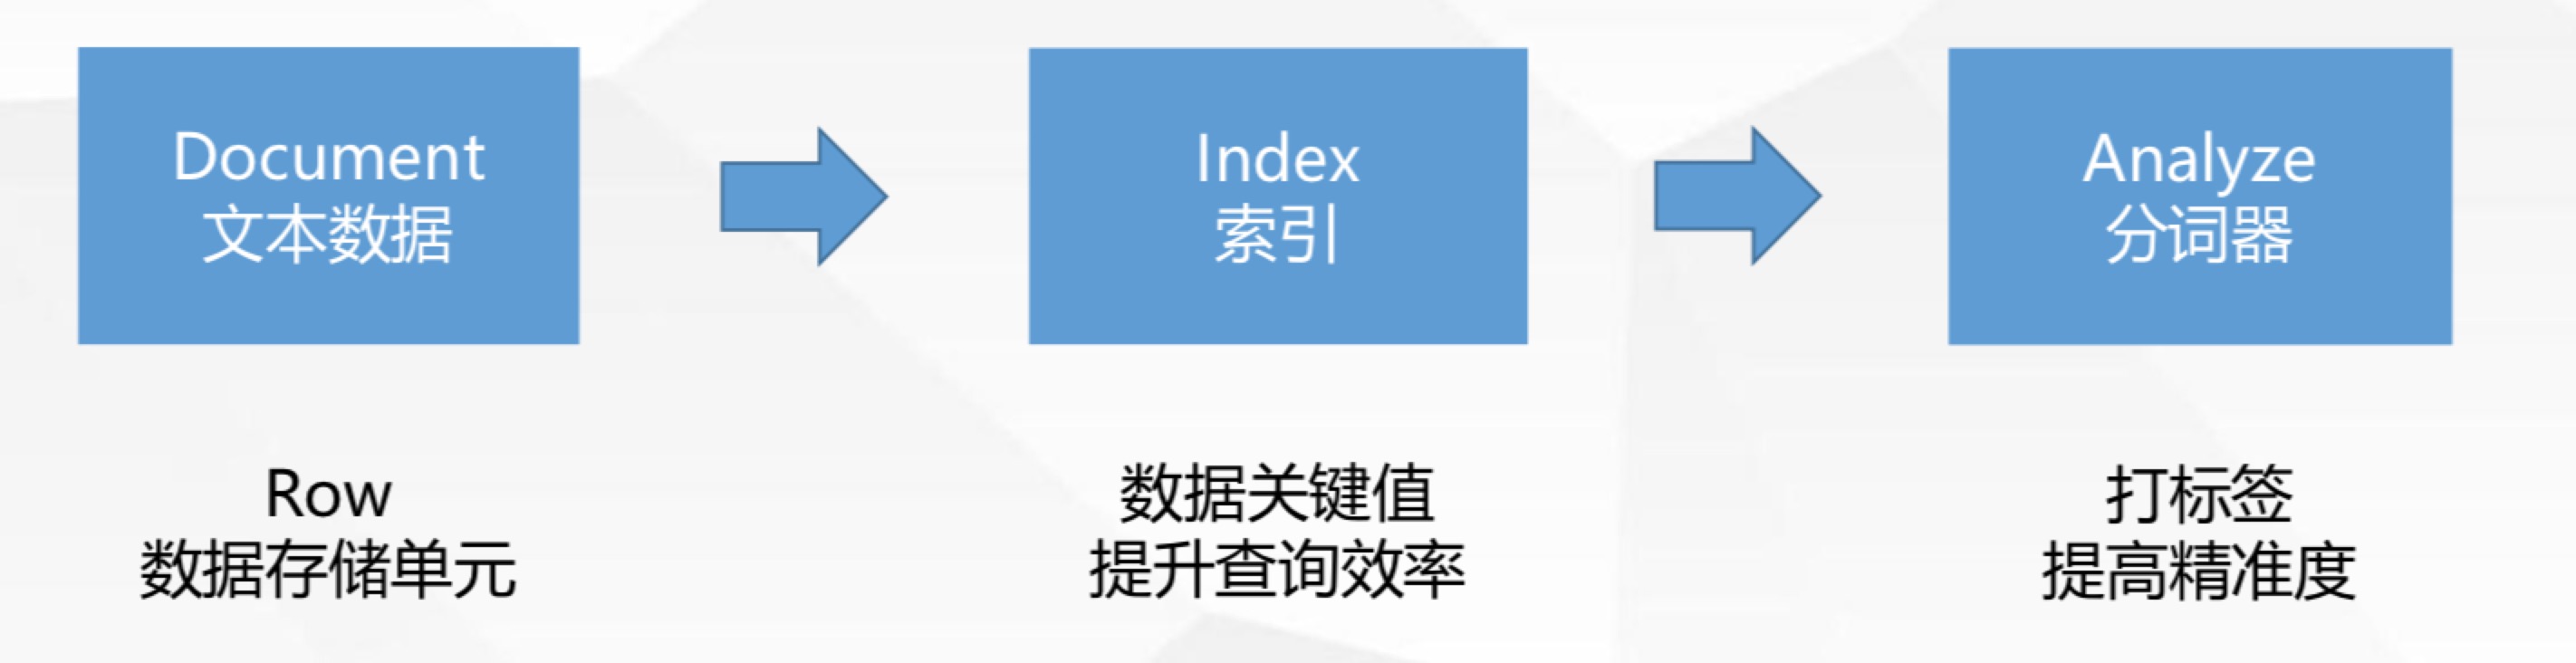 Document
文本数据
Index
索引
Analyze
分词器
Row
数据存储单元
数据关键值
提升查询效率
打标签
提高精准度